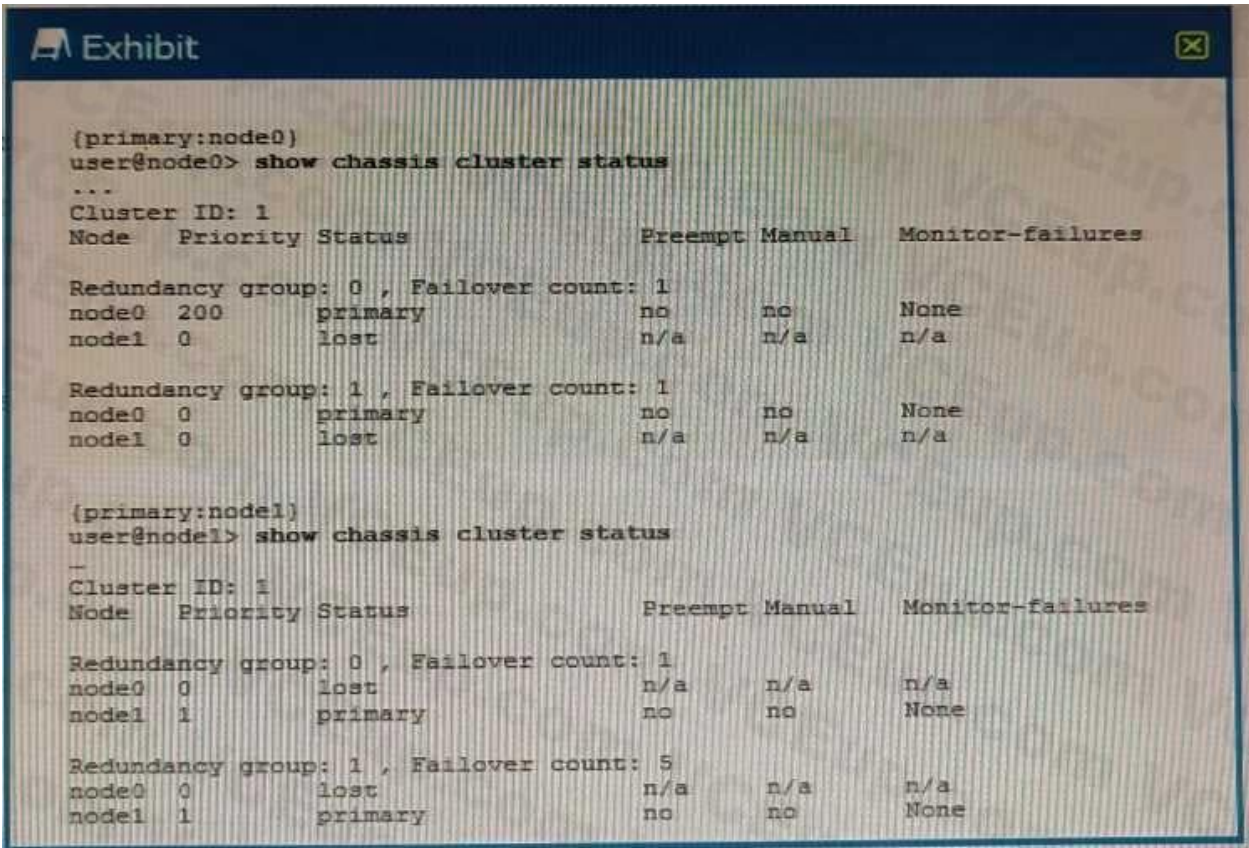 Exhibit
{primary:node0}
user@node0> show chassis cluster status
...
Cluster ID: 1
Node Priority Status Preempt Manual Monitor-failures
Redundancy group: 0 , Failover count: 1
node0 200 primary no no None
node1 0 lost n/a n/a n/a
Redundancy group: 1 , Failover count: 1
node0 0 primary no no None
node1 0 lost n/a n/a n/a
{primary:node1}
user@node1> show chassis cluster status
…
Cluster ID: 1
Node Priority Status Preempt Manual Monitor-failures
Redundancy group: 0 , Failover count: 1
node0 0 lost n/a n/a n/a
node1 1 primary no no None
Redundancy group: 1 , Failover count: 5
node0 0 lost n/a n/a n/a
node1 1 primary no no None